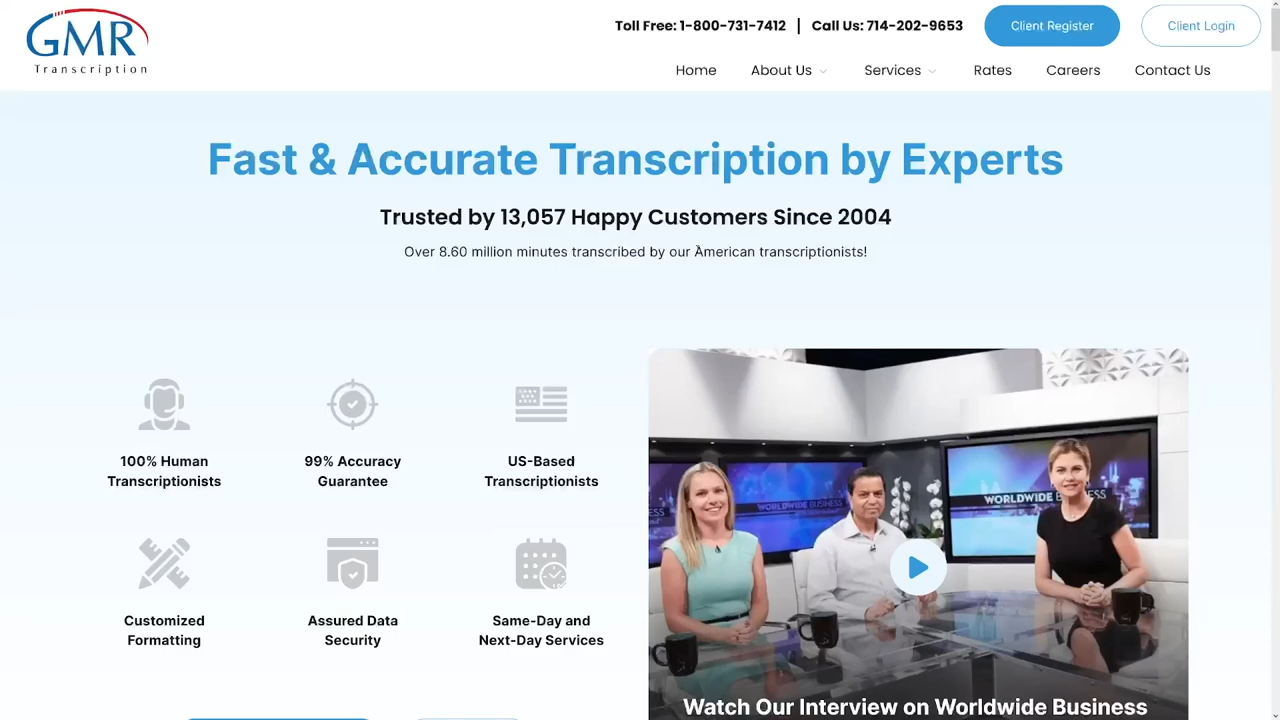 GMR
Transcription
Toll Free: 1-800-731-7412 | Call Us: 714-202-9653
Client Register
Client Login
Home
About Us
Services
Rates
Careers
Contact Us
Fast & Accurate Transcription by Experts
Trusted by 13,057 Happy Customers Since 2004
Over 8.60 million minutes transcribed by our American transcriptionists!
100% Human
Transcriptionists
99% Accuracy
Guarantee
US-Based
Transcriptionists
Customized
Formatting
Assured Data
Security
Same-Day and
Next-Day Services
WORLDWIDE BUSINESS
WORLDWIDE BUSINESS
Watch Our Interview on Worldwide Business